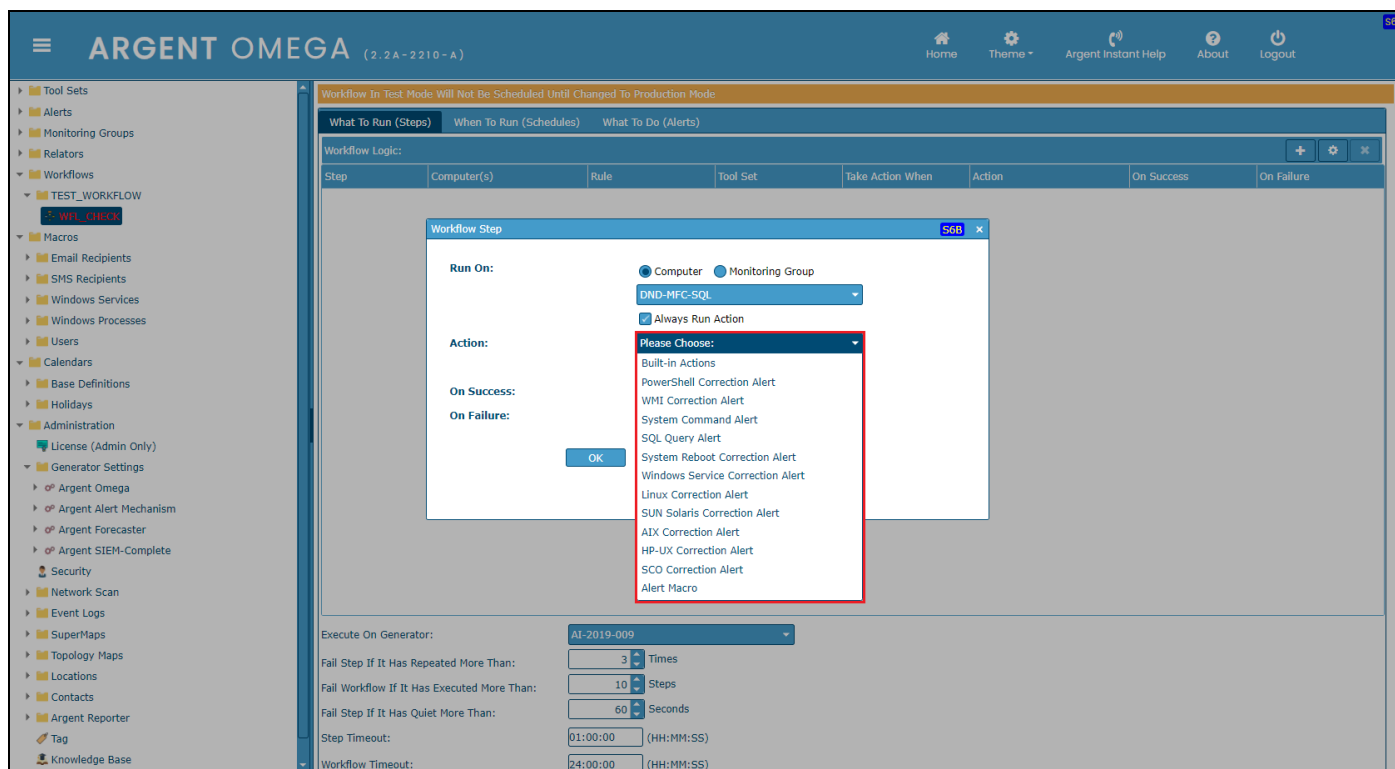 S6
ARGENT OMEGA (2.2A-2210-A)
Home
Theme
Argent Instant Help
About
Logout
Tool Sets
Alerts
Monitoring Groups
Relators
Workflows
TEST_WORKFLOW
WFL_CHECK
Macros
Email Recipients
SMS Recipients
Windows Services
Windows Processes
Users
Calendars
Base Definitions
Holidays
Administration
License (Admin Only)
Generator Settings
Argent Omega
Argent Alert Mechanism
Argent Forecaster
Argent SIEM-Complete
Security
Network Scan
Event Logs
SuperMaps
Topology Maps
Locations
Contacts
Argent Reporter
Tag
Knowledge Base
Workflow In Test Mode Will Not Be Scheduled Until Changed To Production Mode
What To Run (Steps) When To Run (Schedules) What To Do (Alerts)
Workflow Logic:
Step Computer(s) Rule Tool Set Take Action When Action On Success On Failure
Workflow Step S6B
Run On:
Computer Monitoring Group
DND-MFC-SQL
Always Run Action
Action:
Please Choose:
Built-in Actions
PowerShell Correction Alert
WMI Correction Alert
System Command Alert
SQL Query Alert
System Reboot Correction Alert
Windows Service Correction Alert
Linux Correction Alert
SUN Solaris Correction Alert
AIX Correction Alert
HP-UX Correction Alert
SCO Correction Alert
Alert Macro
On Success:
On Failure:
OK
Execute On Generator: AI-2019-009
Fail Step If It Has Repeated More Than: 3 Times
Fail Workflow If It Has Executed More Than: 10 Steps
Fail Step If It Has Quiet More Than: 60 Seconds
Step Timeout: 01:00:00 (HH:MM:SS)
Workflow Timeout: 24:00:00 (HH:MM:SS)